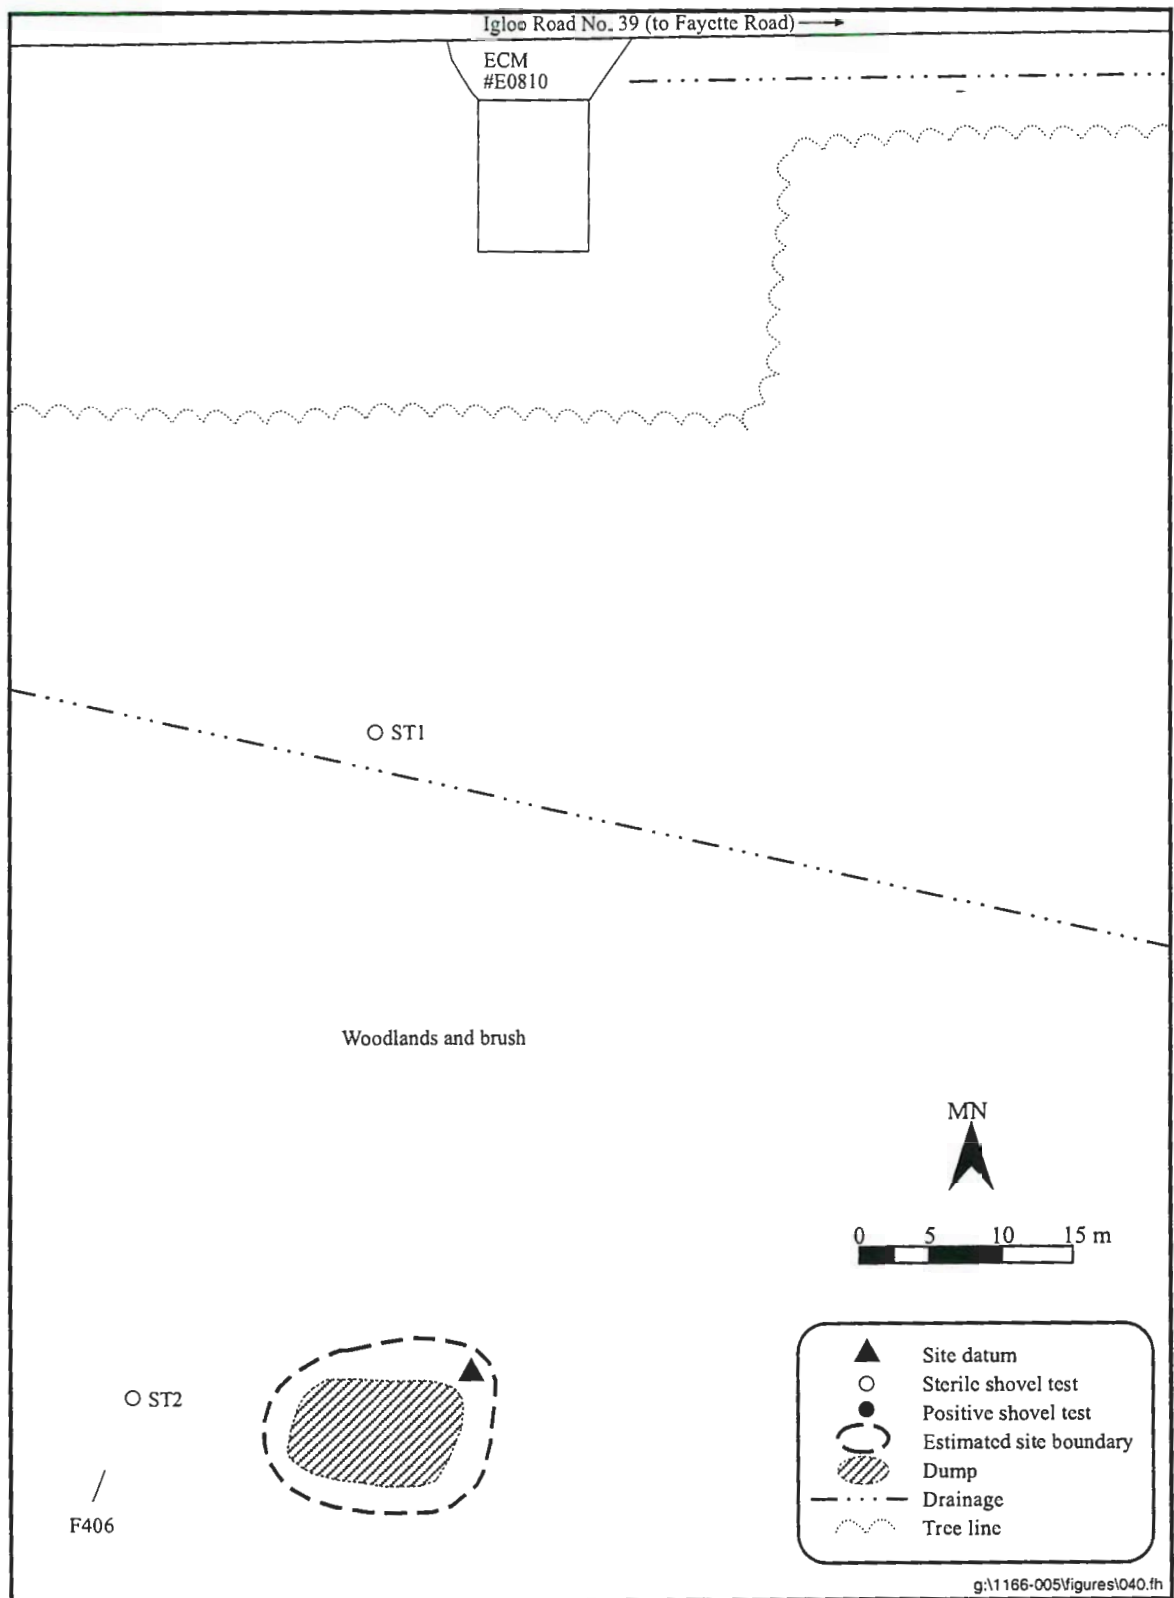 Igloo Road No. 39 (to Fayette Road)
ECM
#E0810
ST1
Woodlands and brush
MN
0 5 10 15 m
ST2
F406
Site datum
Sterile shovel test
Positive shovel test
Estimated site boundary
Dump
Drainage
Tree line
g:\1166-005\figures\040.fh